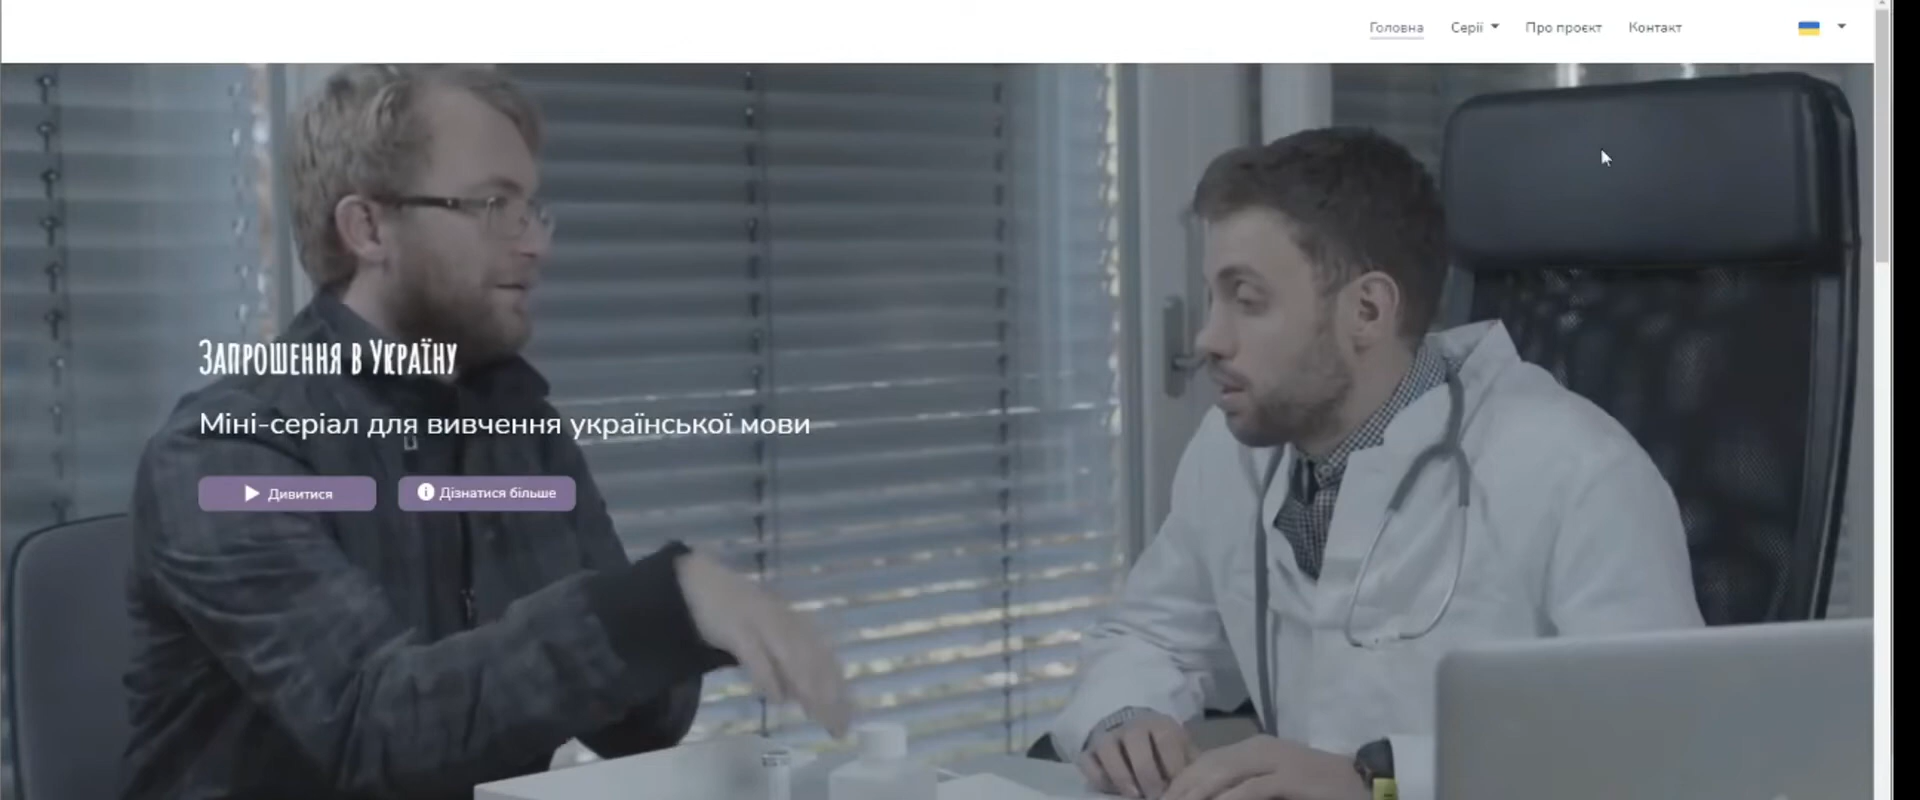 Головна Серії Про проєкт Контакт
Запрошення в Україну
Міні-серіал для вивчення української мови
Дивитися Дізнатися більше